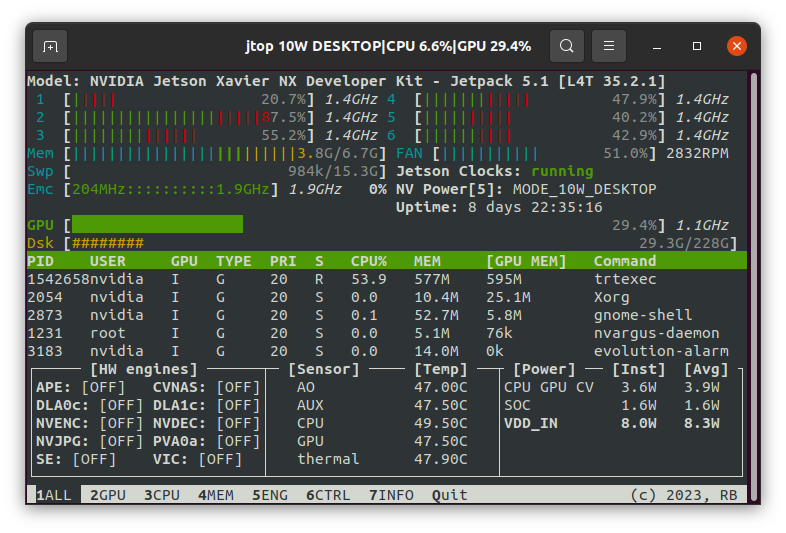 jtop 10W DESKTOP|CPU 6.6%|GPU 29.4%
Model: NVIDIA Jetson Xavier NX Developer Kit - Jetpack 5.1 [L4T 35.2.1]
1 [||||| 20.7%] 1.4GHz 4 [|||||||||||| 47.9%] 1.4GHz
2 [|||||||||||||||||||||87.5%] 1.4GHz 5 [|||||||||| 40.2%] 1.4GHz
3 [|||||||||||||| 55.2%] 1.4GHz 6 [|||||||||| 42.9%] 1.4GHz
Mem [|||||||||||||||||||||||||3.8G/6.7G] FAN [||||||||||| 51.0%] 2832RPM
Swp [ 984k/15.3G] Jetson Clocks: running
Emc [204MHz::::::::::1.9GHz] 1.9GHz 0% NV Power[5]: MODE_10W_DESKTOP
Uptime: 8 days 22:35:16
GPU [ 29.4%] 1.1GHz
Dsk [######## 29.3G/228G]
PID USER GPU TYPE PRI S CPU% MEM [GPU MEM] Command
1542658nvidia I G 20 R 53.9 577M 595M trtexec
2054 nvidia I G 20 S 0.0 10.4M 25.1M Xorg
2873 nvidia I G 20 S 0.1 52.7M 5.8M gnome-shell
1231 root I G 20 S 0.0 5.1M 76k nvargus-daemon
3183 nvidia I G 20 S 0.0 14.0M 0k evolution-alarm
[HW engines] [Sensor] [Temp] [Power] [Inst] [Avg]
APE: [OFF] CVNAS: [OFF] AO 47.00C CPU GPU CV 3.6W 3.9W
DLA0c: [OFF] DLA1c: [OFF] AUX 47.50C SOC 1.6W 1.6W
NVENC: [OFF] NVDEC: [OFF] CPU 49.50C VDD_IN 8.0W 8.3W
NVJPG: [OFF] PVA0a: [OFF] GPU 47.50C
SE: [OFF] VIC: [OFF] thermal 47.90C
1ALL 2GPU 3CPU 4MEM 5ENG 6CTRL 7INFO Quit (c) 2023, RB